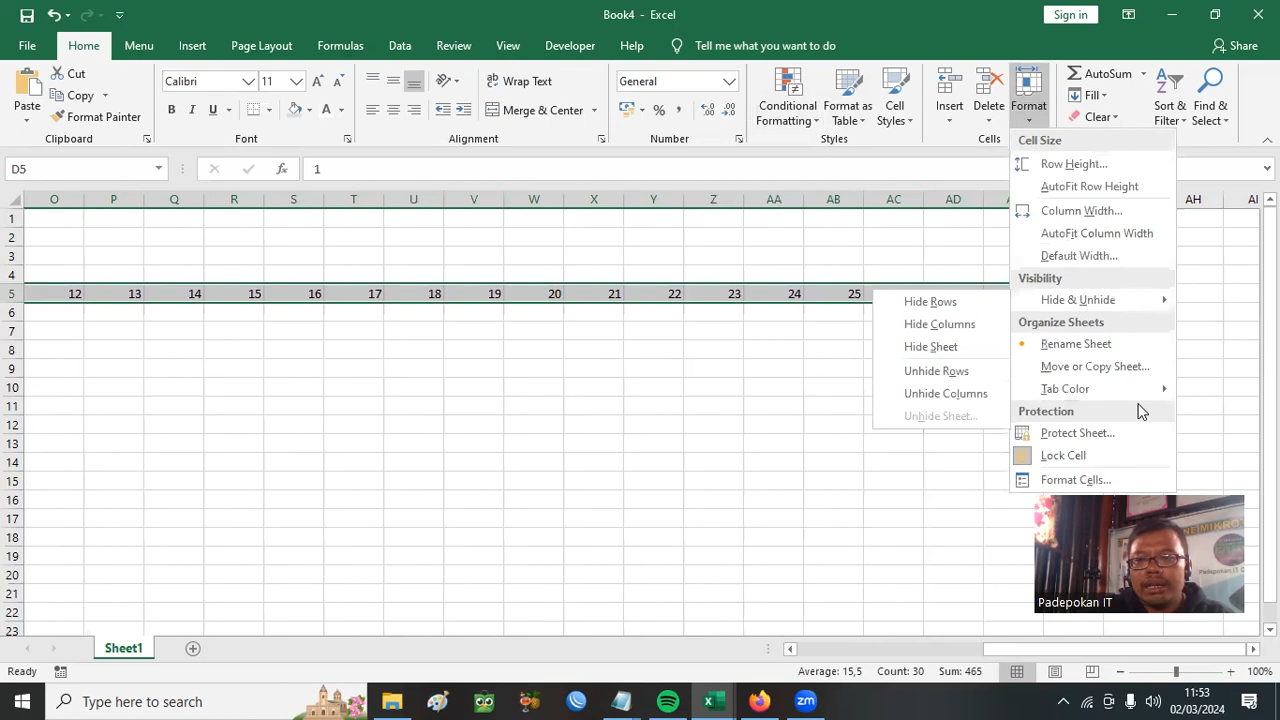 Book4 - Excel
Sign in
File Home Menu Insert Page Layout Formulas Data Review View Developer Help Tell me what you want to do Share
Paste
Cut
Copy
Format Painter
Clipboard
Calibri 11
B I U
Font
Wrap Text
Merge & Center
Alignment
General
%
Number
Conditional Formatting
Format as Table
Cell Styles
Styles
Insert
Delete
Format
Cells
AutoSum
Fill
Clear
Sort & Filter
Find & Select
D5 fx 1
O P Q R S T U V W X Y Z AA AB AC AD AH
1
2
3
4
5 12 13 14 15 16 17 18 19 20 21 22 23 24 25
6
7
8
9
10
11
12
13
14
15
16
17
18
19
20
21
22
23
Cell Size
Row Height...
AutoFit Row Height
Column Width...
AutoFit Column Width
Default Width...
Visibility
Hide & Unhide
Organize Sheets
Rename Sheet
Move or Copy Sheet...
Tab Color
Protection
Protect Sheet...
Lock Cell
Format Cells...
Hide Rows
Hide Columns
Hide Sheet
Unhide Rows
Unhide Columns
Unhide Sheet...
Padepokan IT
Sheet1
Ready Average: 15,5 Count: 30 Sum: 465 100%
Type here to search
zm
11:53
02/03/2024